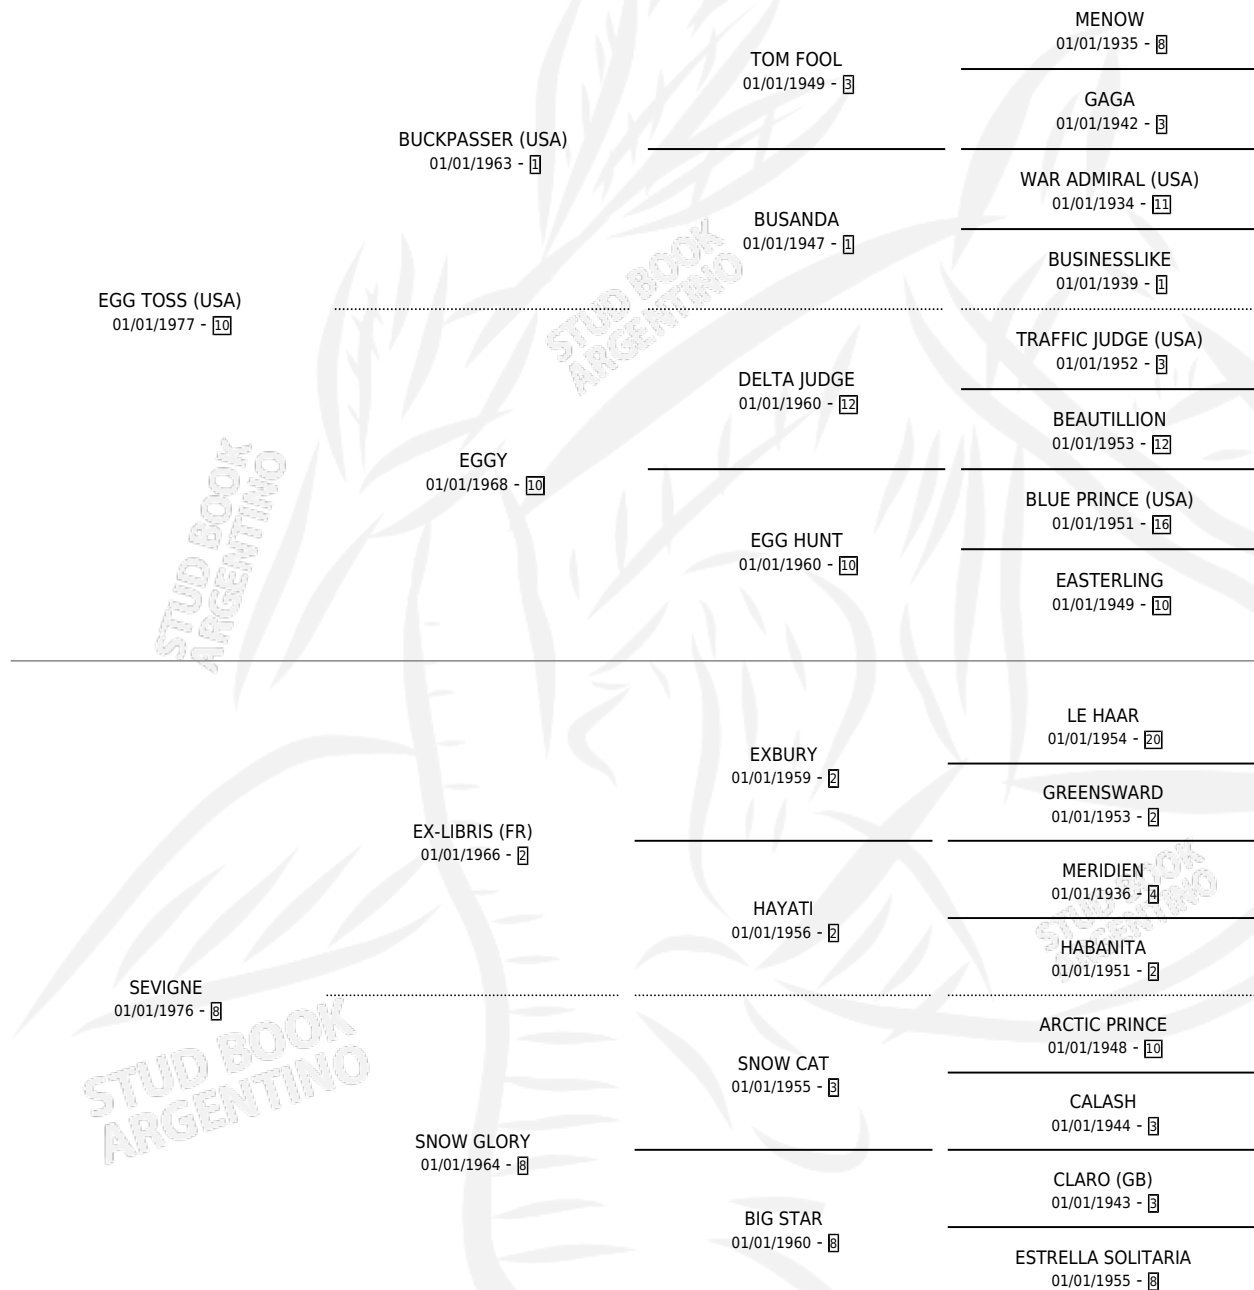 MENOW
01/01/1935 - 8
TOM FOOL
01/01/1949 - 3
GAGA
01/01/1942 - 3
BUCKPASSER (USA)
01/01/1963 - 1
WAR ADMIRAL (USA)
01/01/1934 - 11
BUSANDA
01/01/1947 - 1
BUSINESSLIKE
01/01/1939 - 1
EGG TOSS (USA)
01/01/1977 - 10
STUD BOOK
ARGENTINO
TRAFFIC JUDGE (USA)
01/01/1952 - 3
DELTA JUDGE
01/01/1960 - 12
BEAUTILLION
01/01/1953 - 12
EGGY
01/01/1968 - 10
BLUE PRINCE (USA)
01/01/1951 - 16
EGG HUNT
01/01/1960 - 10
EASTERLING
01/01/1949 - 10
STUD BOOK
ARGENTINO
LE HAAR
01/01/1954 - 20
EXBURY
01/01/1959 - 2
GREENSWARD
01/01/1953 - 2
EX-LIBRIS (FR)
01/01/1966 - 2
MERIDIEN
01/01/1936 - 4
HAYATI
01/01/1956 - 2
HABANITA
01/01/1951 - 2
STUD BOOK
ARGENTINO
SEVIGNE
01/01/1976 - 8
ARCTIC PRINCE
01/01/1948 - 10
SNOW CAT
01/01/1955 - 3
CALASH
01/01/1944 - 3
STUD BOOK
ARGENTINO
SNOW GLORY
01/01/1964 - 8
CLARO (GB)
01/01/1943 - 3
BIG STAR
01/01/1960 - 8
ESTRELLA SOLITARIA
01/01/1955 - 8